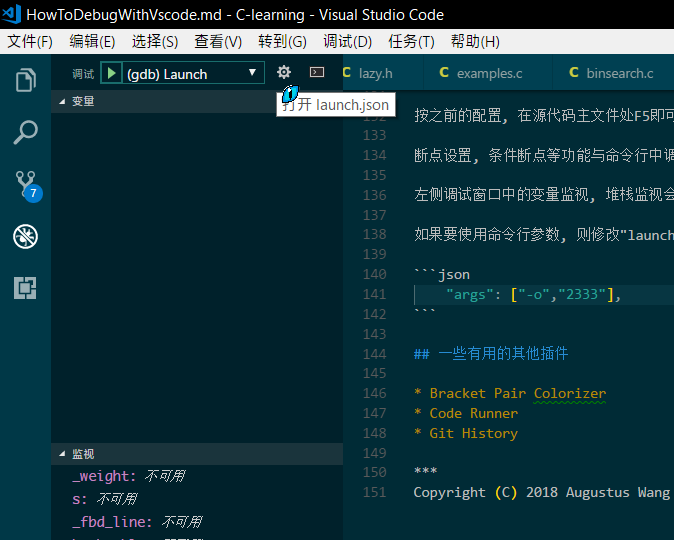 HowToDebugWithVscode.md - C-learning - Visual Studio Code
文件(F) 编辑(E) 选择(S) 查看(V) 转到(G) 调试(D) 任务(T) 帮助(H)
调试 (gdb) Launch
C lazy.h C examples.c C binsearch.c
打开 launch.json
变量
7
监视
_weight: 不可用
s: 不可用
_fbd_line: 不可用
按之前的配置, 在源代码主文件处F5即可
133
134 断点设置, 条件断点等功能与命令行中调
135
136 左侧调试窗口中的变量监视, 堆栈监视会
137
138 如果要使用命令行参数, 则修改"launch
139
140 ```json
141 "args": ["-o","2333"],
142 ```
143
144 ## 一些有用的其他插件
145
146 * Bracket Pair Colorizer
147 * Code Runner
148 * Git History
149
150 ***
151 Copyright (C) 2018 Augustus Wang